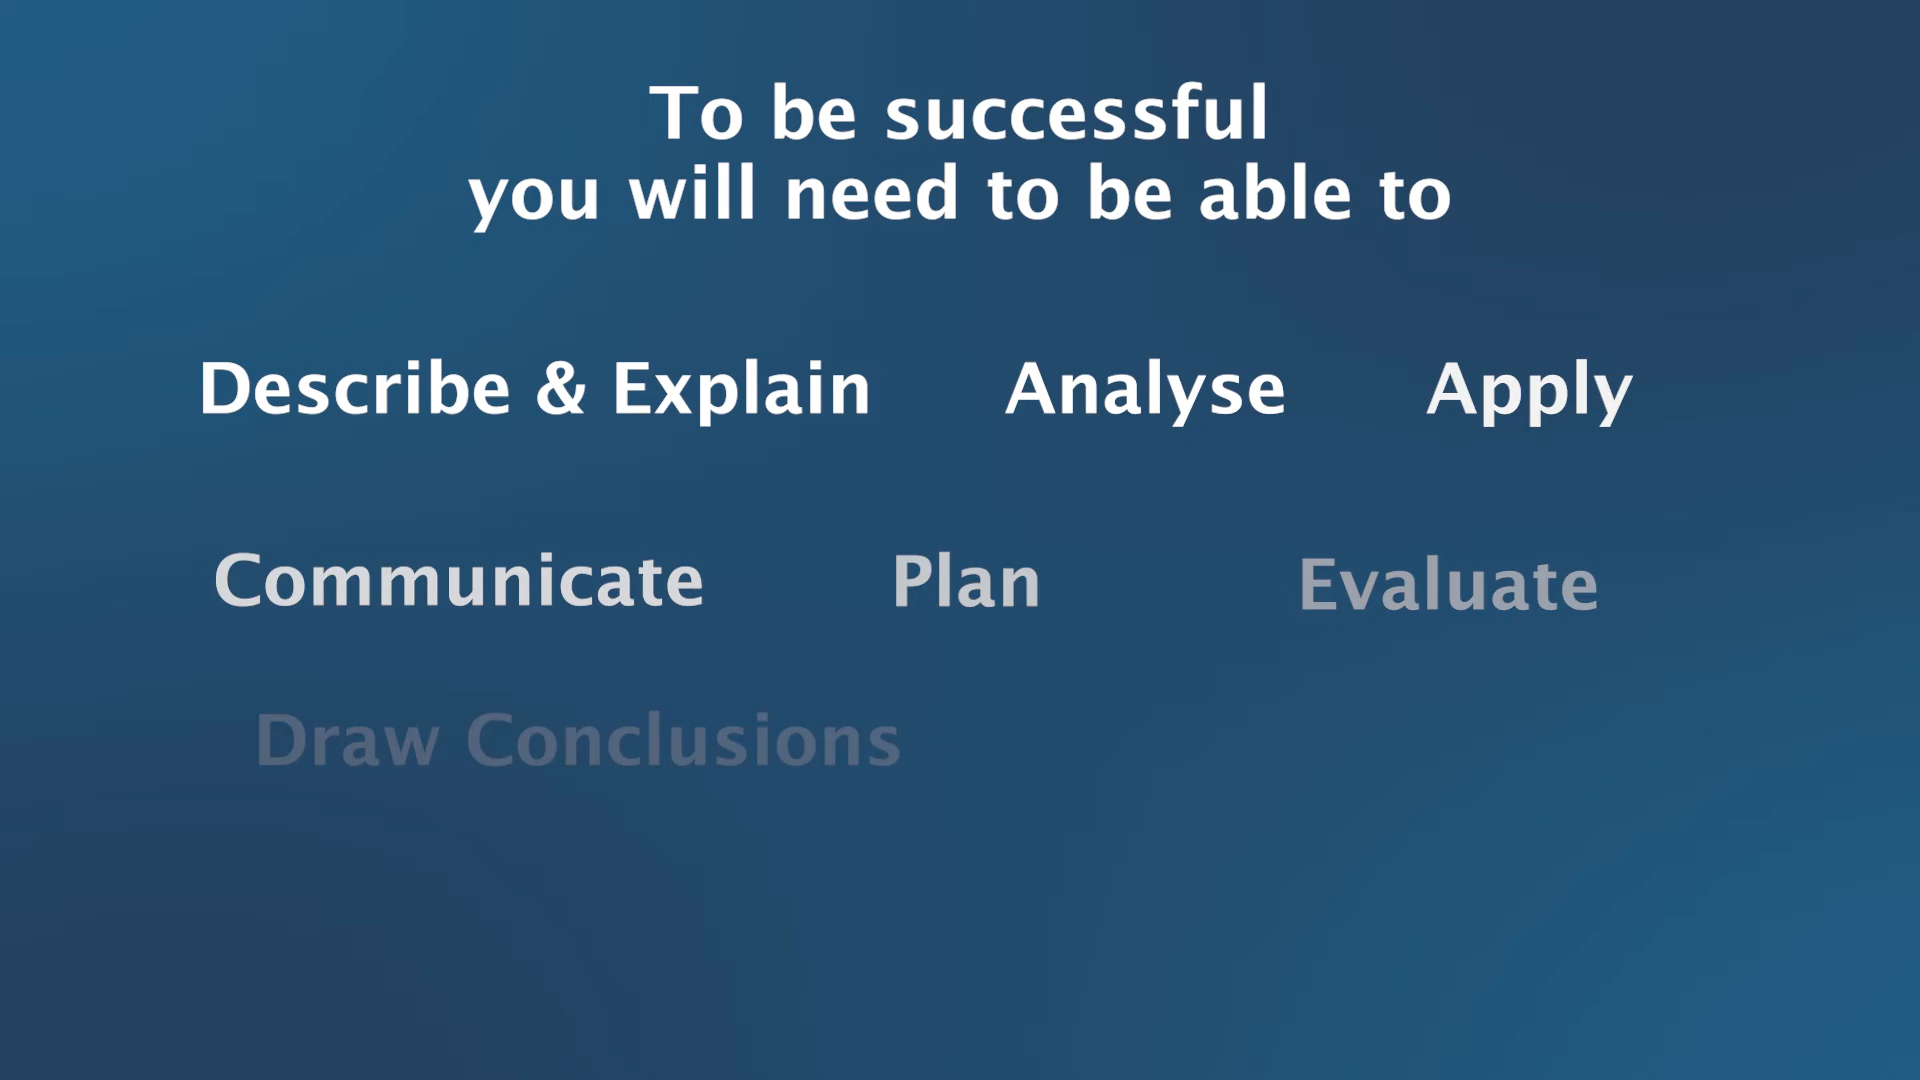 To be successful
you will need to be able to
Describe & Explain Analyse Apply
Communicate Plan Evaluate
Draw Conclusions